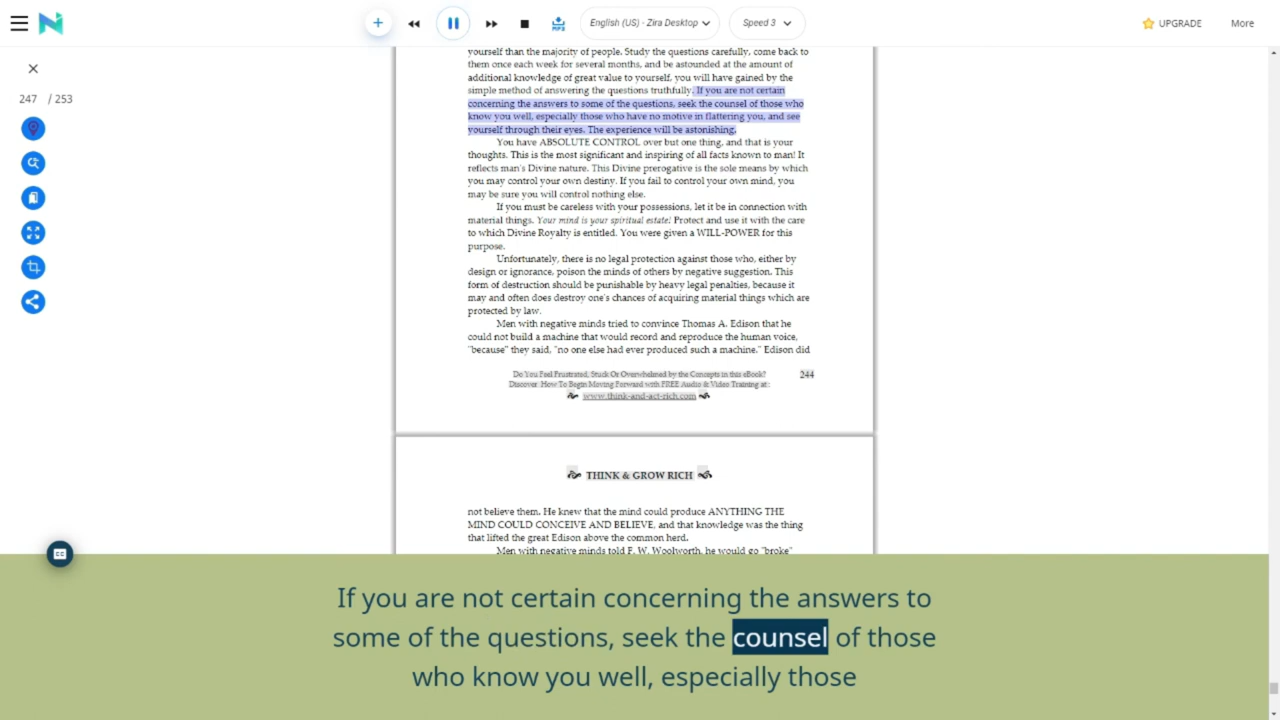 English (US) - Zira Desktop
Speed 3
UPGRADE
More
247 / 253
yourself than the majority of people. Study the questions carefully, come back to
them once each week for several months, and be astounded at the amount of
additional knowledge of great value to yourself, you will have gained by the
simple method of answering the questions truthfully. If you are not certain
concerning the answers to some of the questions, seek the counsel of those who
know you well, especially those who have no motive in flattering you, and see
yourself through their eyes. The experience will be astonishing.
You have ABSOLUTE CONTROL over but one thing, and that is your
thoughts. This is the most significant and inspiring of all facts known to man! It
reflects man's Divine nature. This Divine prerogative is the sole means by which
you may control your own destiny. If you fail to control your own mind, you
may be sure you will control nothing else.
If you must be careless with your possessions, let it be in connection with
material things. Your mind is your spiritual estate! Protect and use it with the care
to which Divine Royalty is entitled. You were given a WILL-POWER for this
purpose.
Unfortunately, there is no legal protection against those who, either by
design or ignorance, poison the minds of others by negative suggestion. This
form of destruction should be punishable by heavy legal penalties, because it
may and often does destroy one's chances of acquiring material things which are
protected by law.
Men with negative minds tried to convince Thomas A. Edison that he
could not build a machine that would record and reproduce the human voice,
"because" they said, "no one else had ever produced such a machine." Edison did
Do You Feel Frustrated, Stuck Or Overwhelmed by the Concepts in this eBook?
244
Discover: How To Begin Moving Forward with FREE Audio & Video Training at:
www.think-and-act-rich.com
THINK & GROW RICH
not believe them. He knew that the mind could produce ANYTHING THE
MIND COULD CONCEIVE AND BELIEVE, and that knowledge was the thing
that lifted the great Edison above the common herd.
Men with negative minds told F. W. Woolworth, he would go "broke"
CC
If you are not certain concerning the answers to
some of the questions, seek the counsel of those
who know you well, especially those